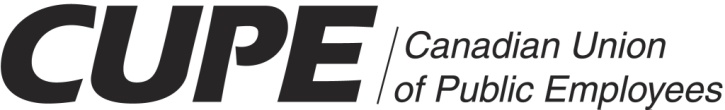 CUPE
Canadian Union
of Public Employees